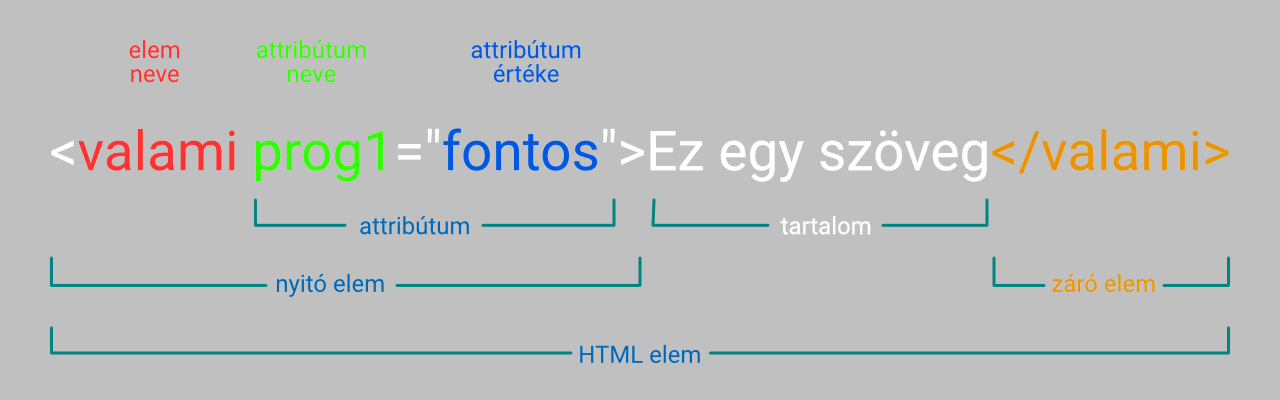 elem
neve
attribútum
neve
attribútum
értéke
<valami prog1="fontos">Ez egy szöveg</valami>
attribútum
tartalom
nyitó elem
záró elem
HTML elem